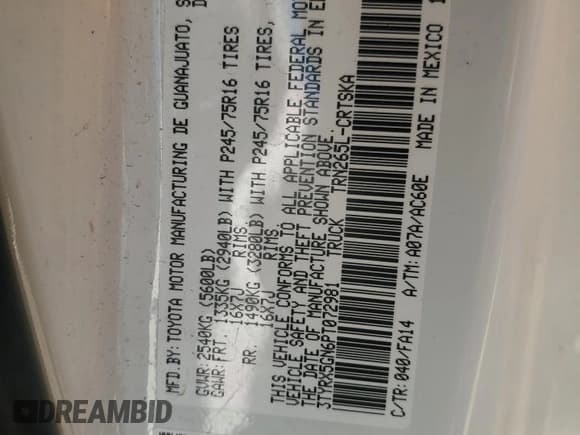 MFD.BY: TOYOTA MOTOR MANUFACTURING DE GUANAJUATO, S
GVWR: 2540KG (5600LB)
GAWR: FRT. 1335KG (2940LB) WITH P245/75R16 TIRES
16X7J RIMS,
RR 1490KG (3280LB) WITH P245/75R16 TIRES,
16X7J RIMS.
THIS VEHICLE CONFORMS TO ALL APPLICABLE FEDERAL MO
VEHICLE SAFETY AND THEFT PREVENTION STANDARDS IN E
THE DATE OF MANUFACTURE SHOWN ABOVE.
3TYRX5GN6PT072981 TRUCK TRN265L-CRTSKA
C/TR: 040/FA14 A/TM: A07A/AC60E MADE IN MEXICO
DREAMBID